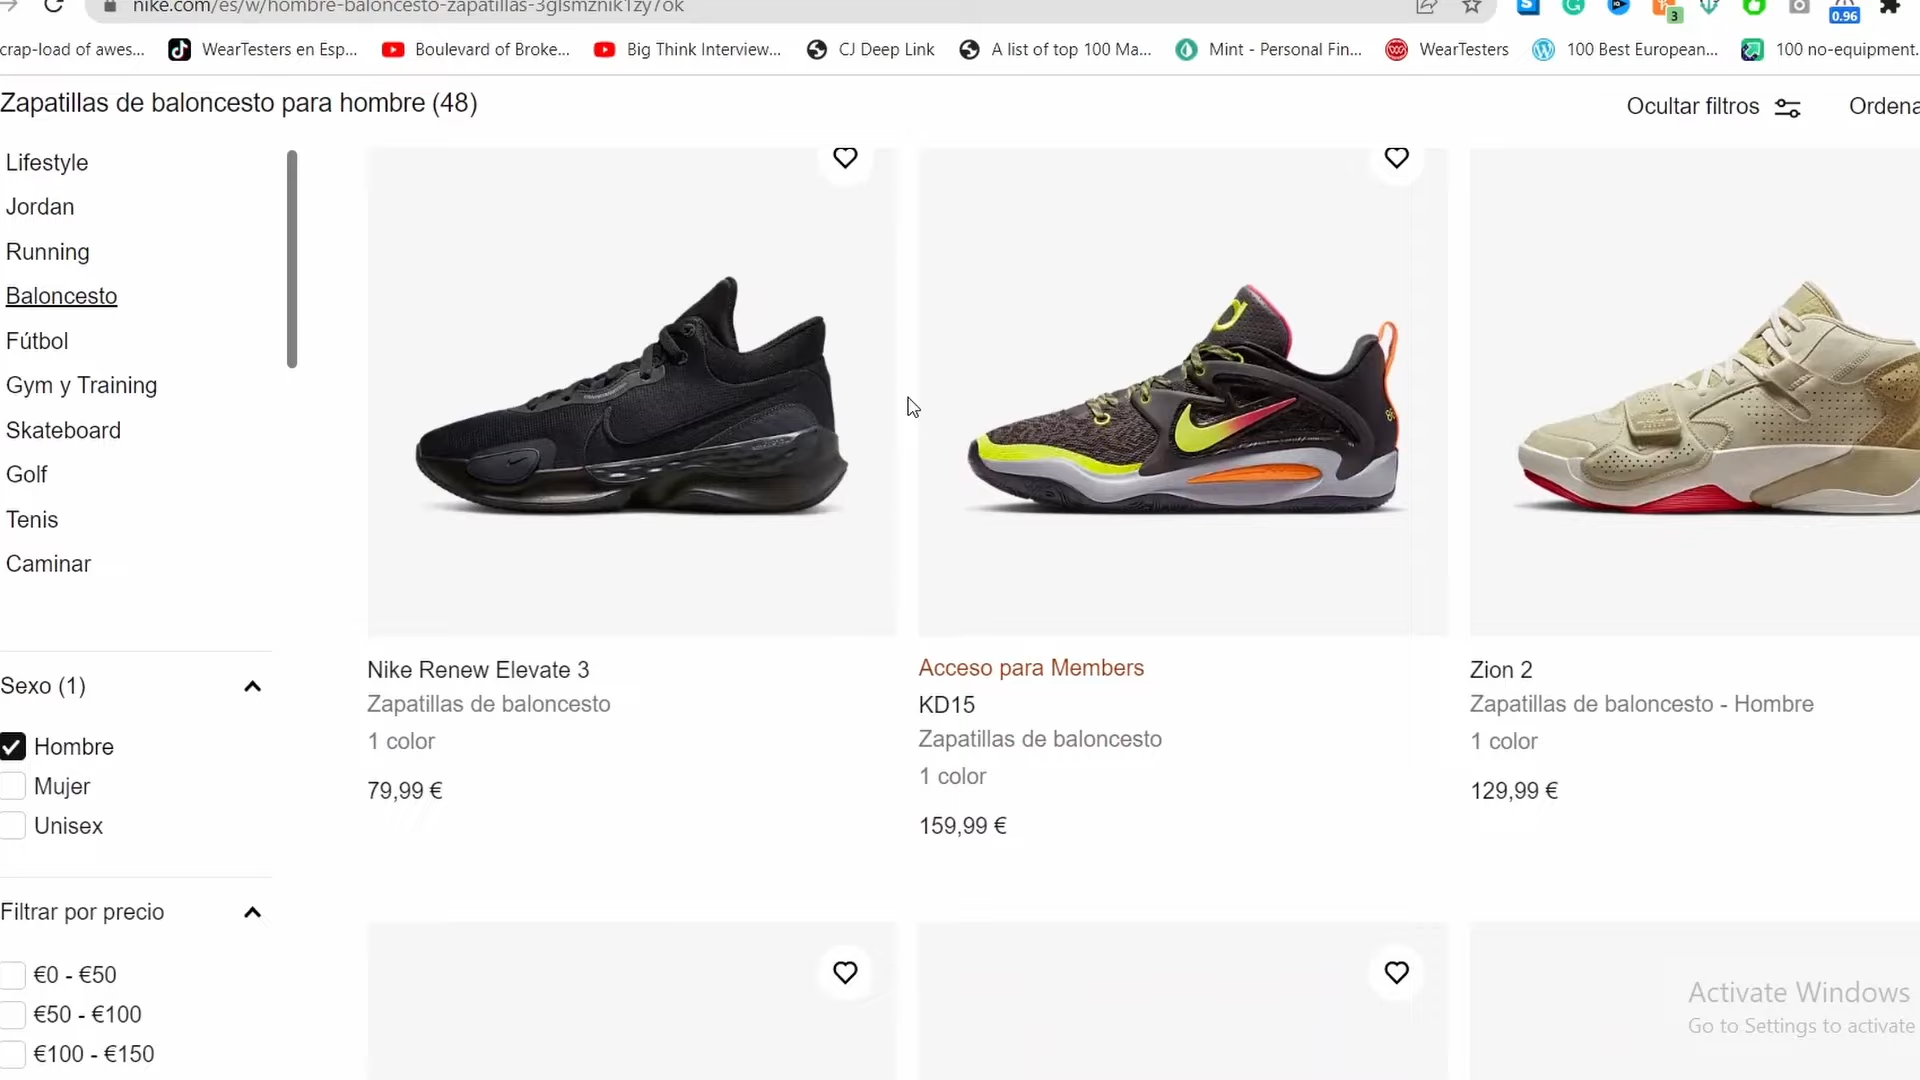 nike.com/es/w/hombre-baloncesto-zapatillas-3glsmznik1zy7ok
3
0.96
crap-load of awes...
WearTesters en Esp...
Boulevard of Broke...
Big Think Interview...
CJ Deep Link
A list of top 100 Ma...
Mint - Personal Fin...
WearTesters
100 Best European...
100 no-equipment.
Zapatillas de baloncesto para hombre (48)
Ocultar filtros
Ordena
Lifestyle
Jordan
Running
Baloncesto
Fútbol
Gym y Training
Skateboard
Golf
Tenis
Caminar
Sexo (1)
Hombre
Mujer
Unisex
Filtrar por precio
€0 - €50
€50 - €100
€100 - €150
Nike Renew Elevate 3
Zapatillas de baloncesto
1 color
79,99 €
Acceso para Members
KD15
Zapatillas de baloncesto
1 color
159,99 €
Zion 2
Zapatillas de baloncesto - Hombre
1 color
129,99 €
Activate Windows
Go to Settings to activate